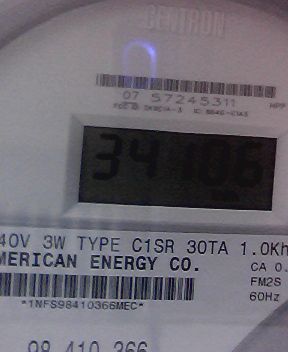 CENTRON
07 57245311
34106
40V 3W TYPE C1SR 30TA 1.0Kh
MERICAN ENERGY CO.
CA 0.
FM2S
60Hz
*1NFS98410366MEC*
98 410 366